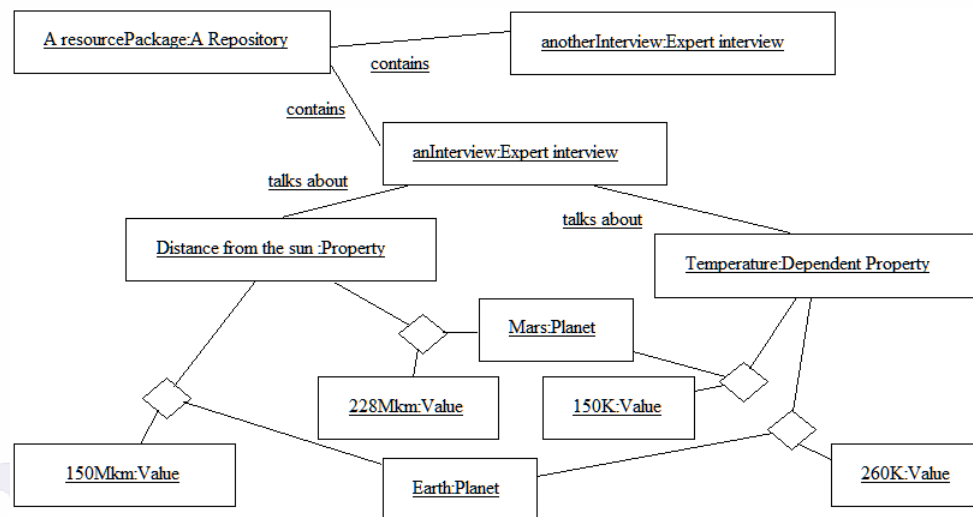 A resourcePackage:A Repository
anotherInterview:Expert interview
contains
contains
anInterview:Expert interview
talks about
talks about
Distance from the sun :Property
Temperature:Dependent Property
Mars:Planet
228Mkm:Value
150K:Value
150Mkm:Value
Earth:Planet
260K:Value